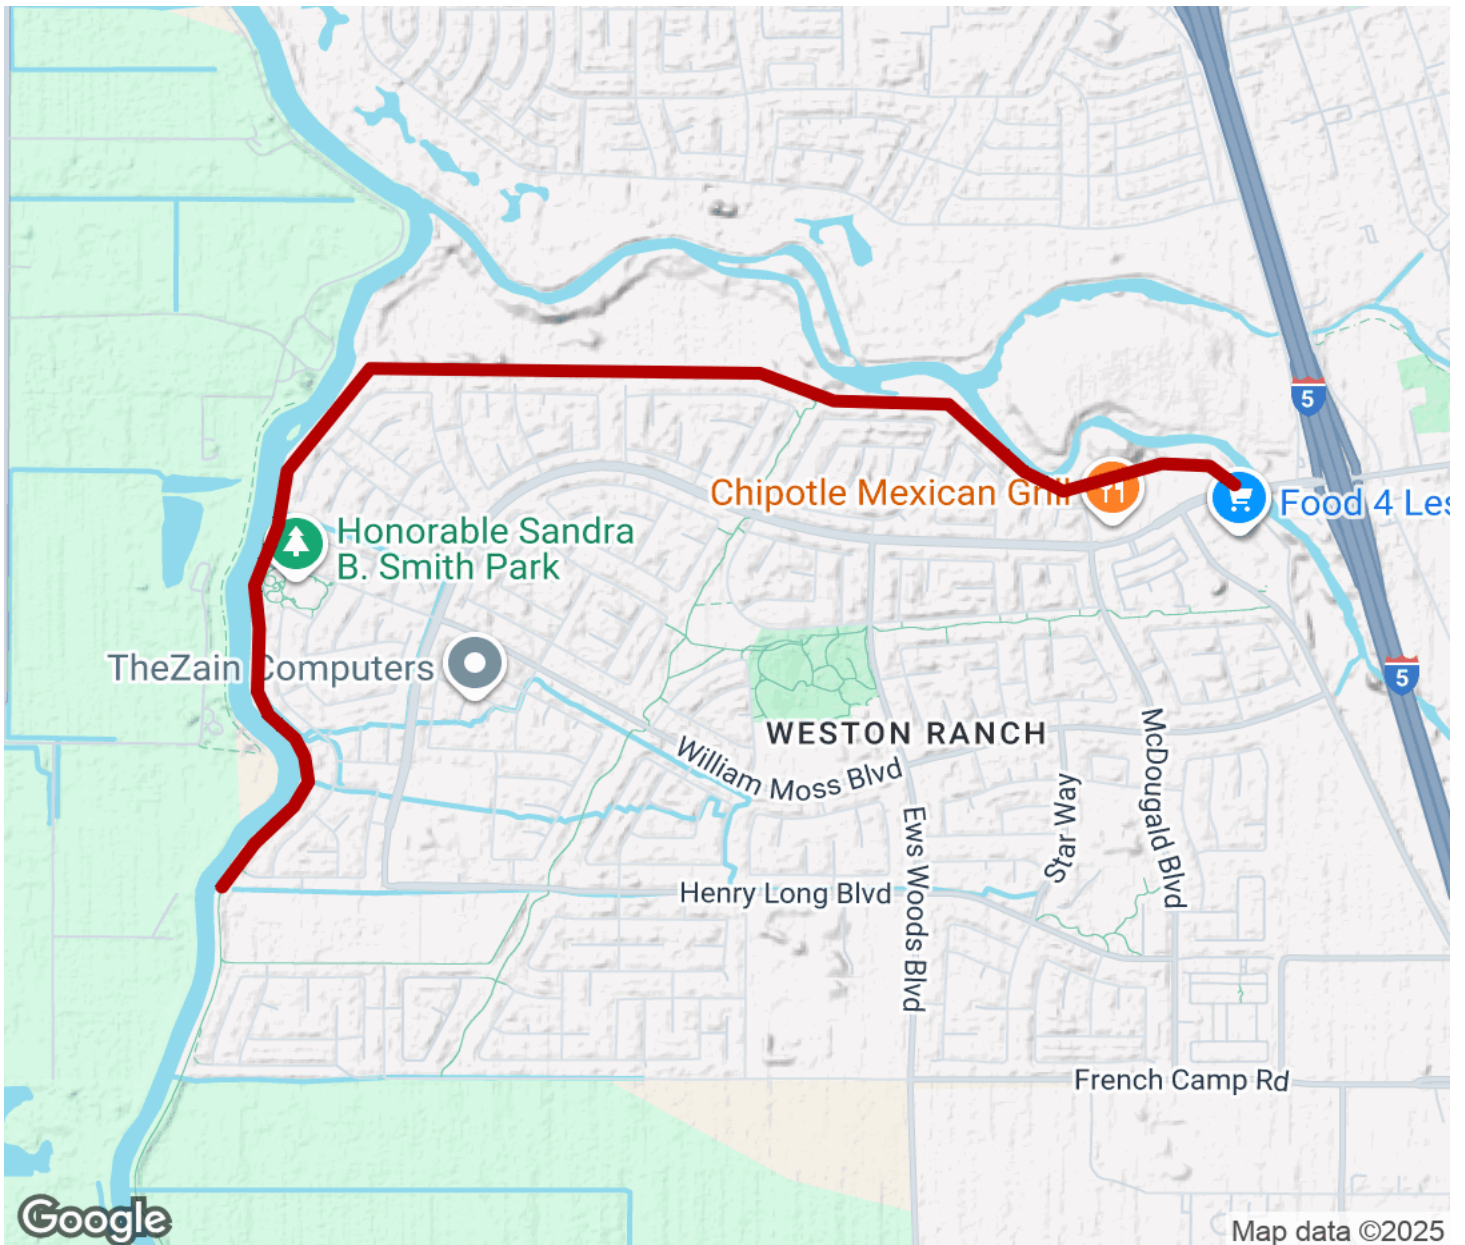 5
Chipotle Mexican Grill
Food 4 Les
Honorable Sandra
B. Smith Park
TheZain Computers
5
WESTON RANCH
William Moss Blvd
McDougald Blvd
Star Way
Ews Woods Blvd
Henry Long Blvd
French Camp Rd
Google
Map data ©2025